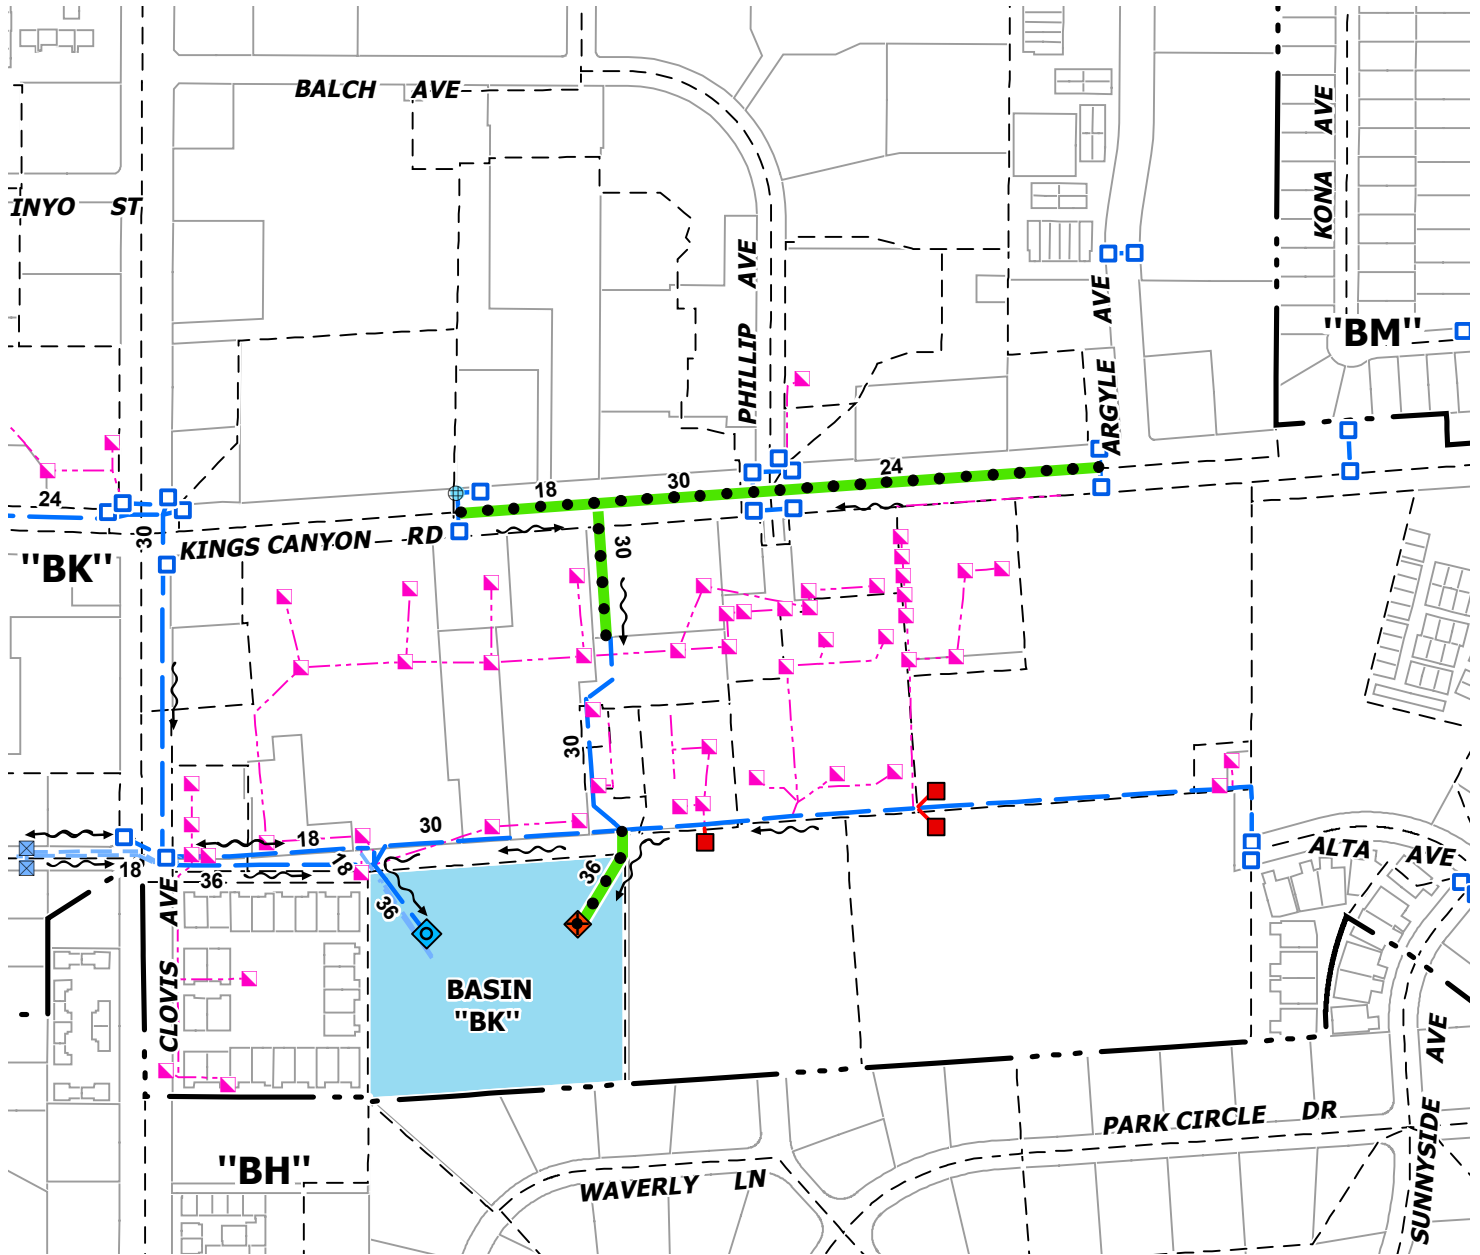 BALCH AVE
INYO ST
KONA AVE
PHILLIP AVE
ARGYLE AVE
"BM"
24
18
30
24
30
KINGS CANYON RD
"BK"
30
30
30
18
18
18
36
36
36
ALTA AVE
CLOVIS AVE
BASIN
"BK"
SUNNYSIDE AVE
PARK CIRCLE DR
"BH"
WAVERLY LN